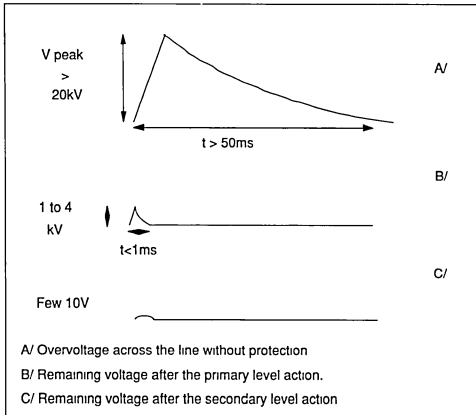 V peak
>
20kV
A/
t > 50ms
B/
1 to 4
kV
t<1ms
C/
Few 10V
A/ Overvoltage across the line without protection
B/ Remaining voltage after the primary level action.
C/ Remaining voltage after the secondary level action